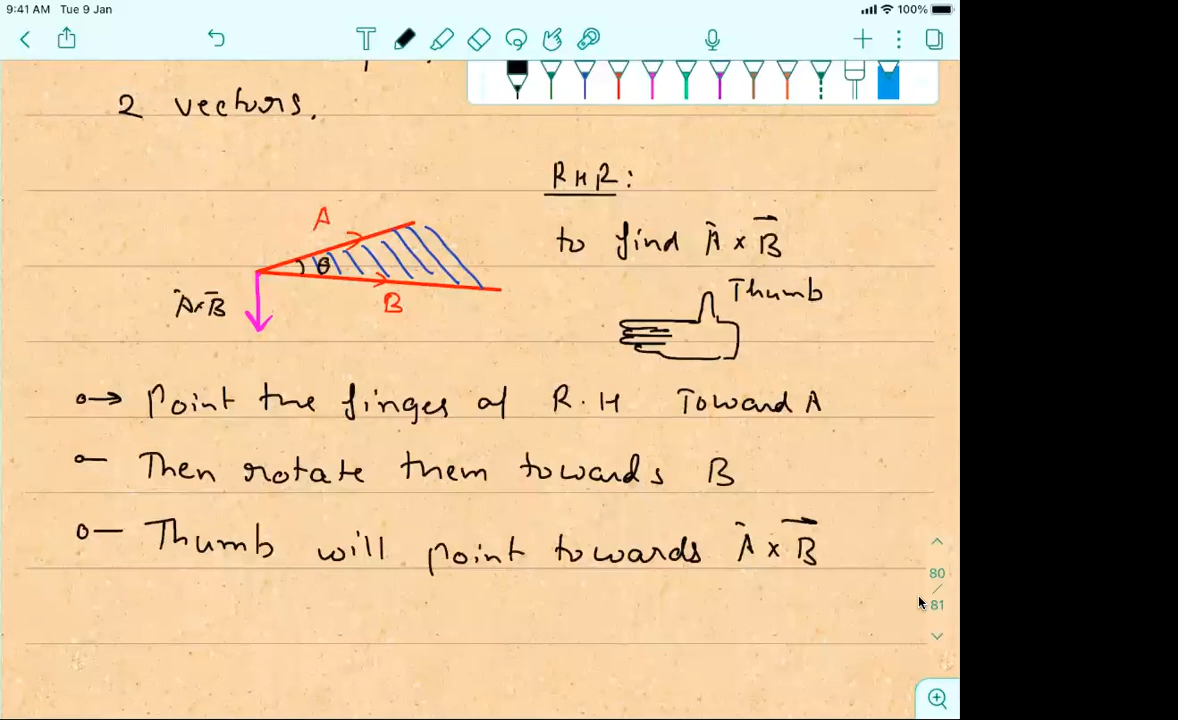 9:41 AM Tue 9 Jan
100%
2 vectors.
RHR:
to find A × B
Thumb
A
θ
B
A×B
Point the finges of R.H Toward A
Then rotate them towards B
Thumb will point towards A × B
80
/
81